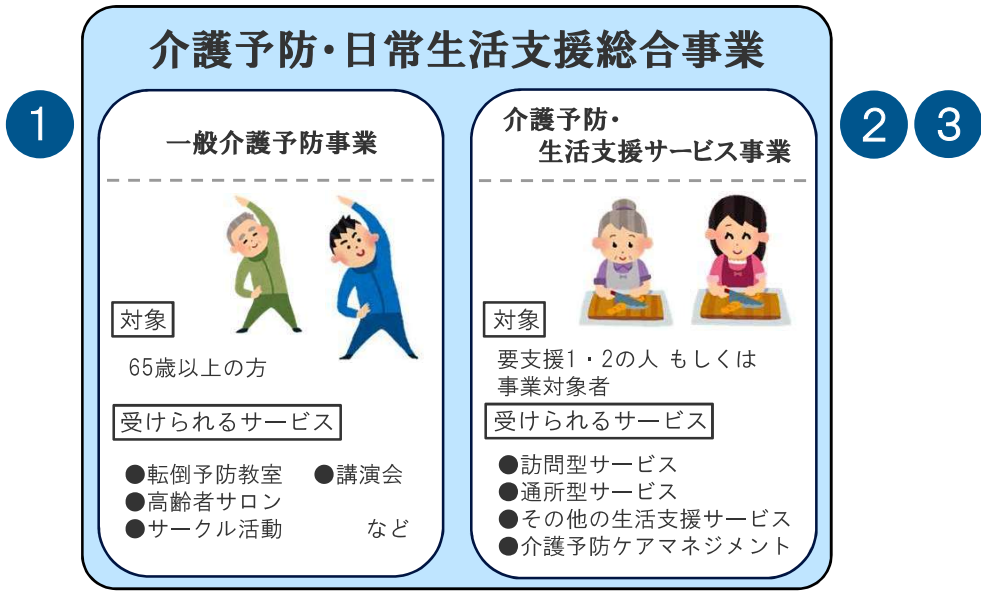 介護予防・日常生活支援総合事業
1
一般介護予防事業
対象
65歳以上の方
受けられるサービス
●転倒予防教室 ●講演会
●高齢者サロン
●サークル活動 など
介護予防・
生活支援サービス事業
対象
要支援1・2の人 もしくは
事業対象者
受けられるサービス
●訪問型サービス
●通所型サービス
●その他の生活支援サービス
●介護予防ケアマネジメント
2 3